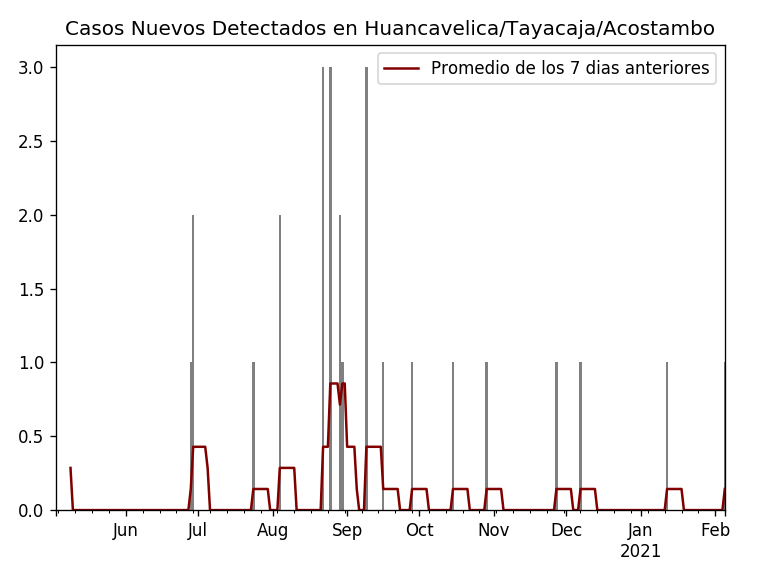 Casos Nuevos Detectados en Huancavelica/Tayacaja/Acostambo
Promedio de los 7 dias anteriores
3.0
2.5
2.0
1.5
1.0
0.5
0.0
Jun Jul Aug Sep Oct Nov Dec Jan Feb
2021